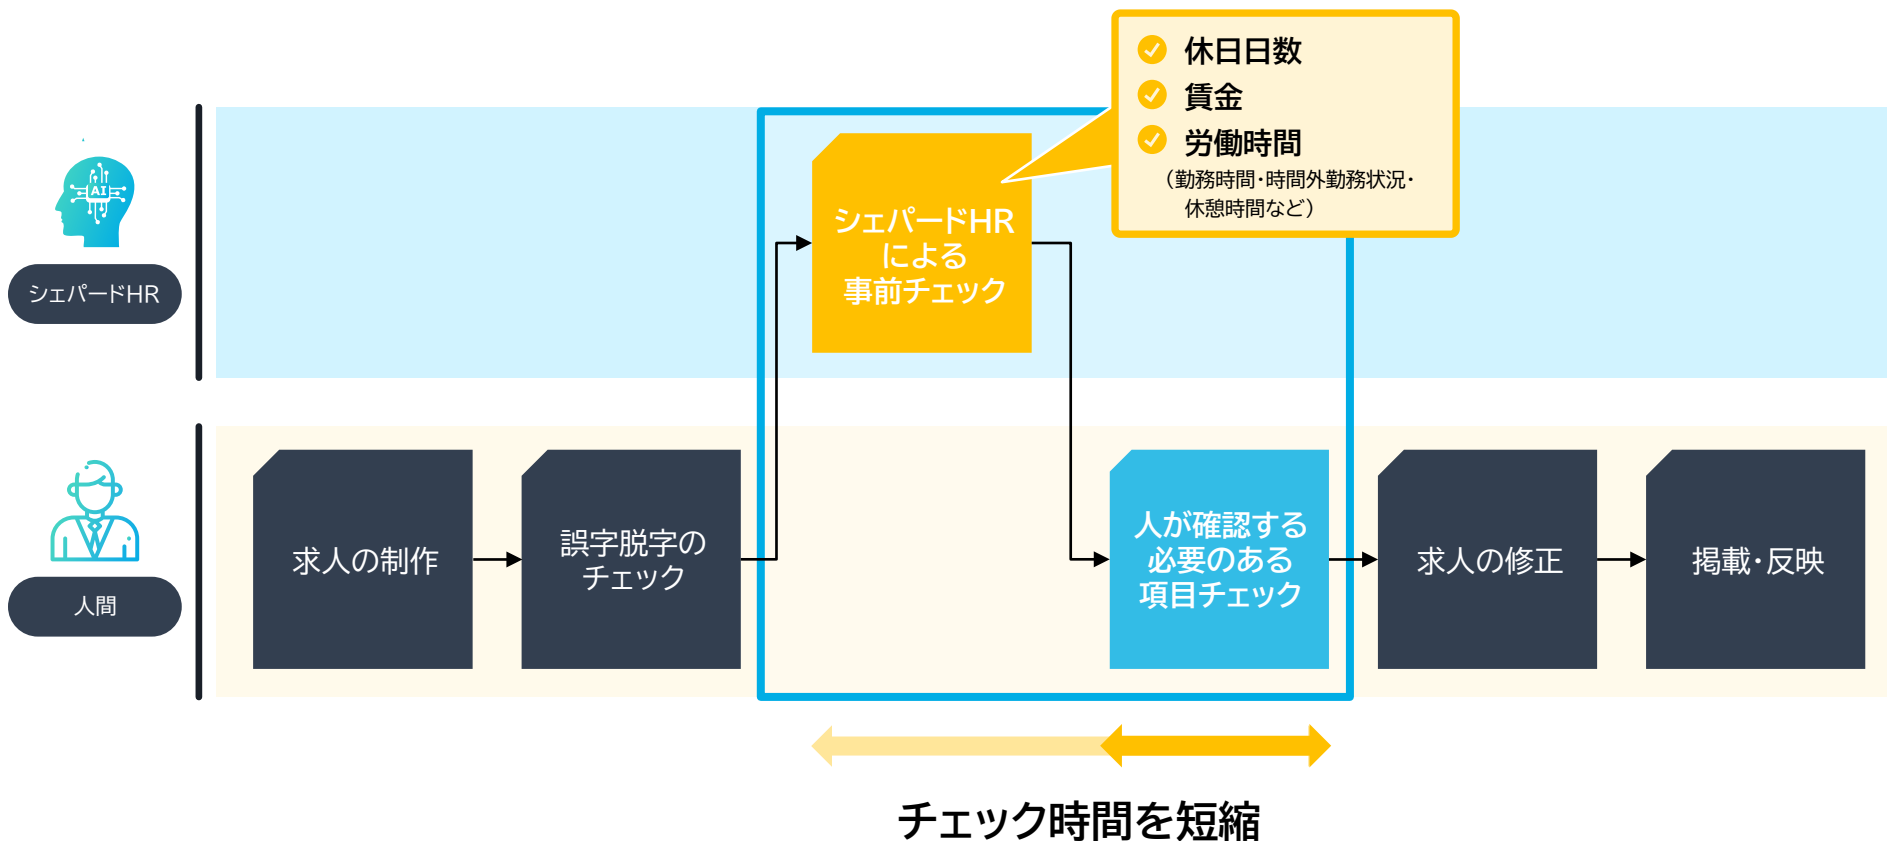 休日日数
賃金
労働時間
（勤務時間・時間外勤務状況・
休憩時間など）
AI
シェパードHR
シェパードHR
による
事前チェック
人間
求人の制作
誤字脱字の
チェック
人が確認する
必要のある
項目チェック
求人の修正
掲載・反映
チェック時間を短縮